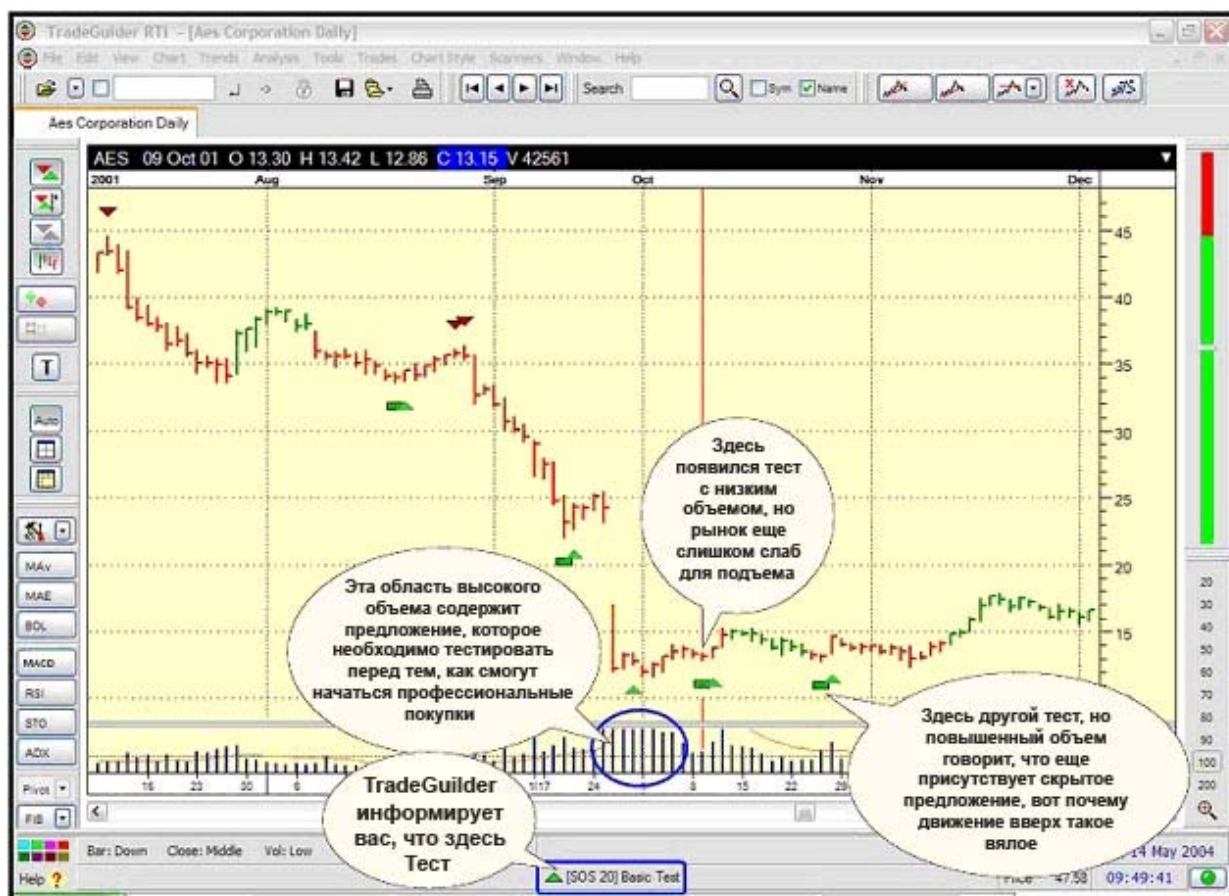 TradeGuilder RTI - [Aes Corporation Daily]
File Edit View Chart Trends Analysis Tools Trades Chart Style Scanners Window Help
Search Sym Name
Aes Corporation Daily
AES 09 Oct 01 O 13.30 H 13.42 L 12.86 C 13.15 V 42561
2001 Aug Sep Oct Nov Dec
45
40
35
30
25
20
15
T
Auto
MAv
MAE
BOL
MACD
RSI
STO
ADX
Pivot
FIB
20
30
40
50
60
70
80
90
100
200
Здесь
появился тест
с низким
объемом, но
рынок еще
слишком слаб
для подъема
Эта область высокого
объема содержит
предложение, которое
необходимо тестировать
перед тем, как смогут
начаться профессиональные
покупки
Здесь другой тест, но
повышенный объем
говорит, что еще
присутствует скрытое
предложение, вот почему
движение вверх такое
вялое
16 23 30 6 24 1 8 15 22
TradeGuilder
информирует
вас, что здесь
Тест
Bar: Down Close: Middle Vol: Low
14 May 2004
Help ?
[SOS 20] Basic Test
47.58 09:49:41